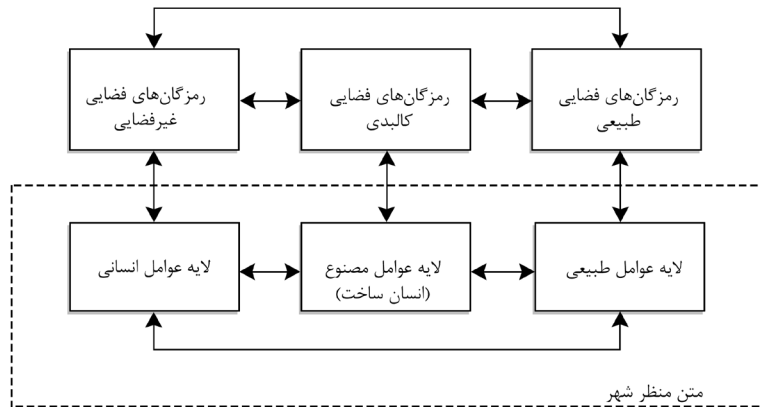 رمزگان‌های فضایی
طبیعی
رمزگان‌های فضایی
کالبدی
رمزگان‌های فضایی
غیرفضایی
لایه عوامل طبیعی
لایه عوامل مصنوع
(انسان ساخت)
لایه عوامل انسانی
متن منظر شهر